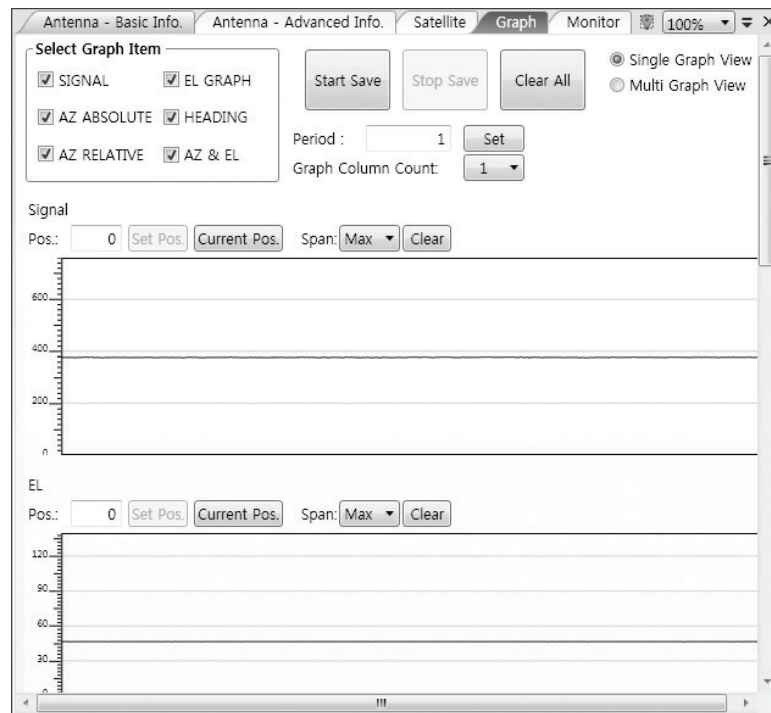 Antenna - Basic Info. Antenna - Advanced Info. Satellite Graph Monitor 100%
Select Graph Item
SIGNAL EL GRAPH
AZ ABSOLUTE HEADING
AZ RELATIVE AZ & EL
Start Save Stop Save Clear All
Single Graph View
Multi Graph View
Period : 1 Set
Graph Column Count: 1
Signal
Pos.: 0 Set Pos. Current Pos. Span: Max Clear
600
400
200
0
EL
Pos.: 0 Set Pos. Current Pos. Span: Max Clear
120
90
60
30
0